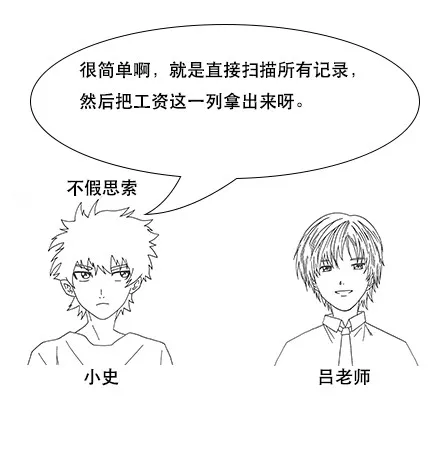 很简单啊，就是直接扫描所有记录，
然后把工资这一列拿出来呀。
不假思索
小史
吕老师